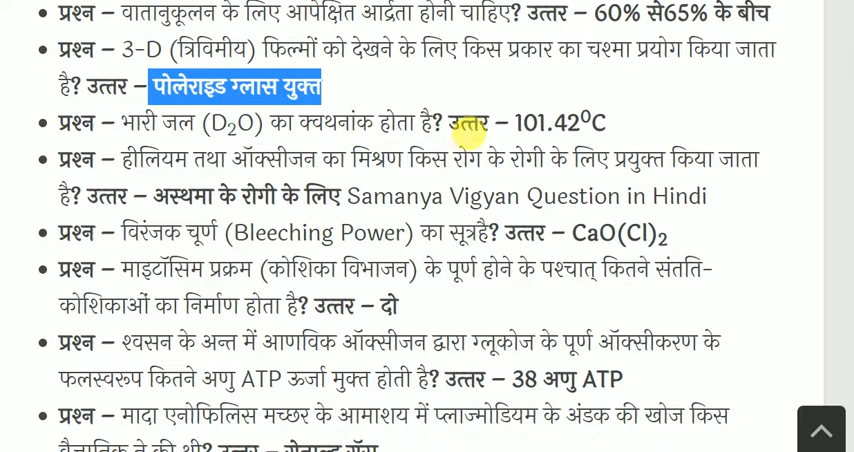 प्रश्न – वातानुकूलन के लिए आपेक्षित आर्द्रता होनी चाहिए? उत्तर – 60% से65% के बीच
प्रश्न – 3-D (त्रिविमीय) फिल्मों को देखने के लिए किस प्रकार का चश्मा प्रयोग किया जाता
है? उत्तर – पोलेराइड ग्लास युक्त
प्रश्न – भारी जल (D₂O) का क्वथनांक होता है? उत्तर – 101.42⁰C
प्रश्न – हीलियम तथा ऑक्सीजन का मिश्रण किस रोग के रोगी के लिए प्रयुक्त किया जाता
है? उत्तर – अस्थमा के रोगी के लिए Samanya Vigyan Question in Hindi
प्रश्न – विरंजक चूर्ण (Bleeching Power) का सूत्रहै? उत्तर – CaO(Cl)₂
प्रश्न – माइटॉसिम प्रक्रम (कोशिका विभाजन) के पूर्ण होने के पश्चात् कितने संतति-
कोशिकाओं का निर्माण होता है? उत्तर – दो
प्रश्न – श्वसन के अन्त में आणविक ऑक्सीजन द्वारा ग्लूकोज के पूर्ण ऑक्सीकरण के
फलस्वरूप कितने अणु ATP ऊर्जा मुक्त होती है? उत्तर – 38 अणु ATP
प्रश्न – मादा एनोफिलिस मच्छर के आमाशय में प्लाज्मोडियम के अंडक की खोज किस
वैज्ञानिक ने की थी? उत्तर – रोनाल्ड रॉस